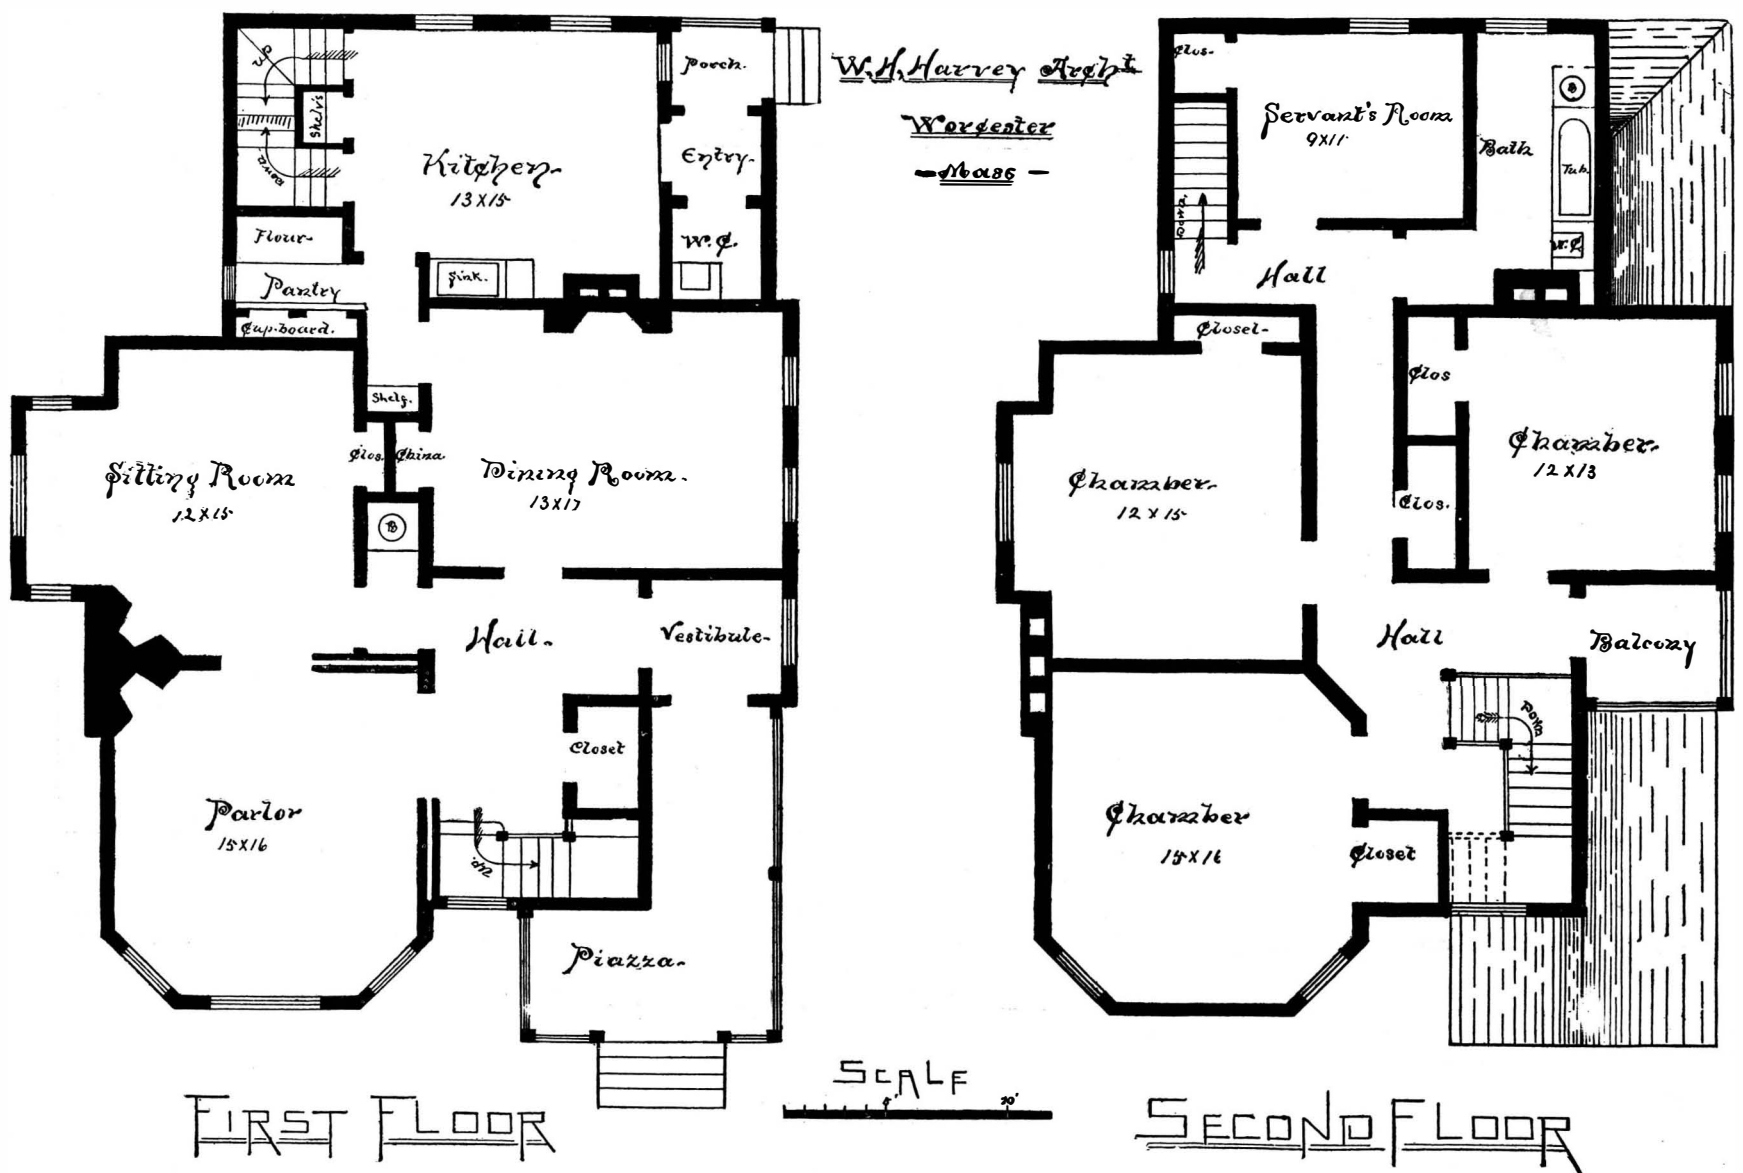 W. H. Harvey Archt
Worcester
Mass
Up
Shelv's
Down
Porch.
Kitchen.
13 X 15
Entry.
W.C.
Flour.
Pantry
Cup.board.
Sink.
Shelf.
Clos.
China
Sitting Room
12 X 15
Dining Room.
13 X 17
B
Hall.
Vestibule.
Closet
Parlor
15 X 16
Up.
Piazza.
FIRST FLOOR
Clos.
Servant's Room
9 X 11
Bath
B
Tub.
W.C
Down
Hall
Closet.
Clos
Chamber.
12 X 13
Chamber.
12 X 15
Clos.
Hall
Balcony
Down
Chamber
15 X 16
Closet
SECOND FLOOR
SCALE
5'
10'